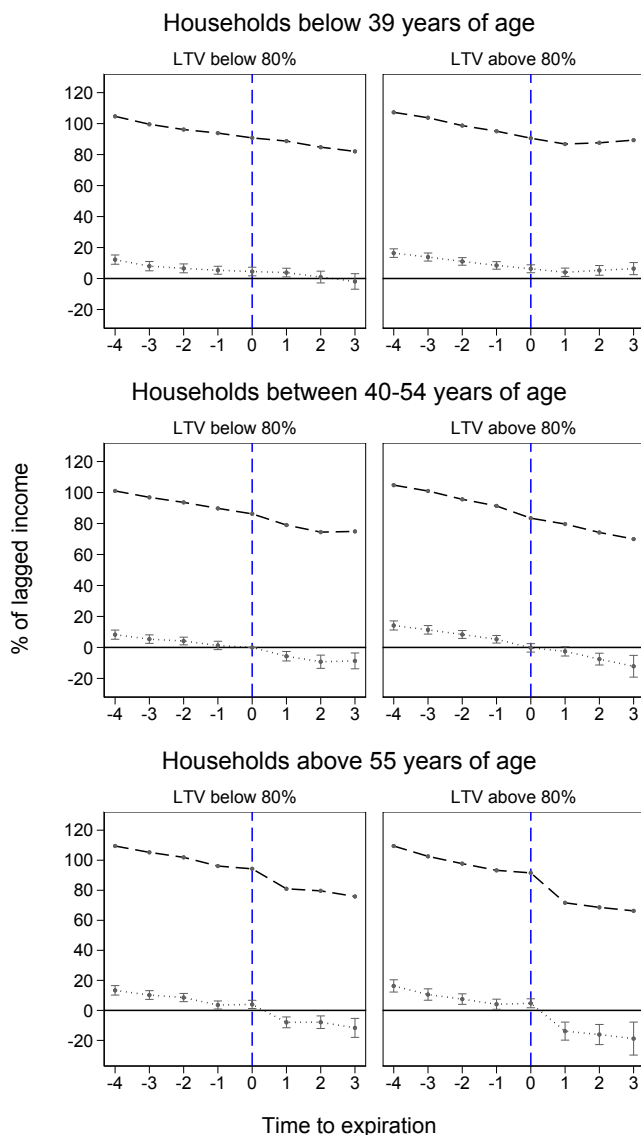 Households below 39 years of age
LTV below 80%
LTV above 80%
120
100
80
60
40
20
0
-20
-4 -3 -2 -1 0 1 2 3
-4 -3 -2 -1 0 1 2 3
Households between 40-54 years of age
LTV below 80%
LTV above 80%
120
100
80
60
40
20
0
-20
-4 -3 -2 -1 0 1 2 3
-4 -3 -2 -1 0 1 2 3
% of lagged income
Households above 55 years of age
LTV below 80%
LTV above 80%
120
100
80
60
40
20
0
-20
-4 -3 -2 -1 0 1 2 3
-4 -3 -2 -1 0 1 2 3
Time to expiration